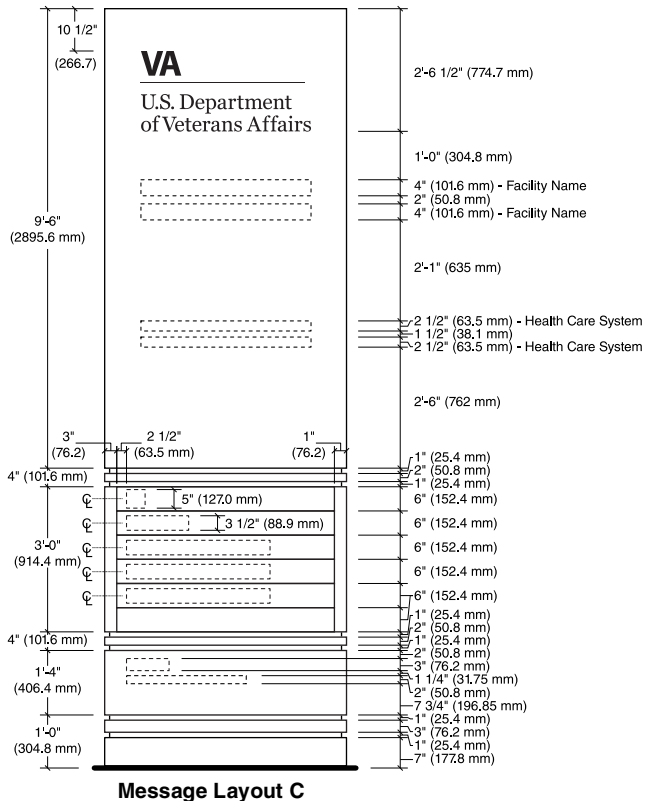 10 1/2"
(266.7)
VA
U.S. Department
of Veterans Affairs
2'-6 1/2" (774.7 mm)
1'-0" (304.8 mm)
4" (101.6 mm) - Facility Name
2" (50.8 mm)
4" (101.6 mm) - Facility Name
9'-6"
(2895.6 mm)
2'-1" (635 mm)
2 1/2" (63.5 mm) - Health Care System
1 1/2" (38.1 mm)
2 1/2" (63.5 mm) - Health Care System
2'-6" (762 mm)
3"
(76.2)
2 1/2"
(63.5 mm)
1"
(76.2)
4" (101.6 mm)
1" (25.4 mm)
2" (50.8 mm)
1" (25.4 mm)
CL
5" (127.0 mm)
6" (152.4 mm)
CL
3 1/2" (88.9 mm)
6" (152.4 mm)
CL
6" (152.4 mm)
3'-0"
(914.4 mm)
CL
6" (152.4 mm)
CL
6" (152.4 mm)
1" (25.4 mm)
2" (50.8 mm)
1" (25.4 mm)
4" (101.6 mm)
2" (50.8 mm)
3" (76.2 mm)
1 1/4" (31.75 mm)
2" (50.8 mm)
7 3/4" (196.85 mm)
1'-4"
(406.4 mm)
1" (25.4 mm)
3" (76.2 mm)
1" (25.4 mm)
7" (177.8 mm)
1'-0"
(304.8 mm)
Message Layout C